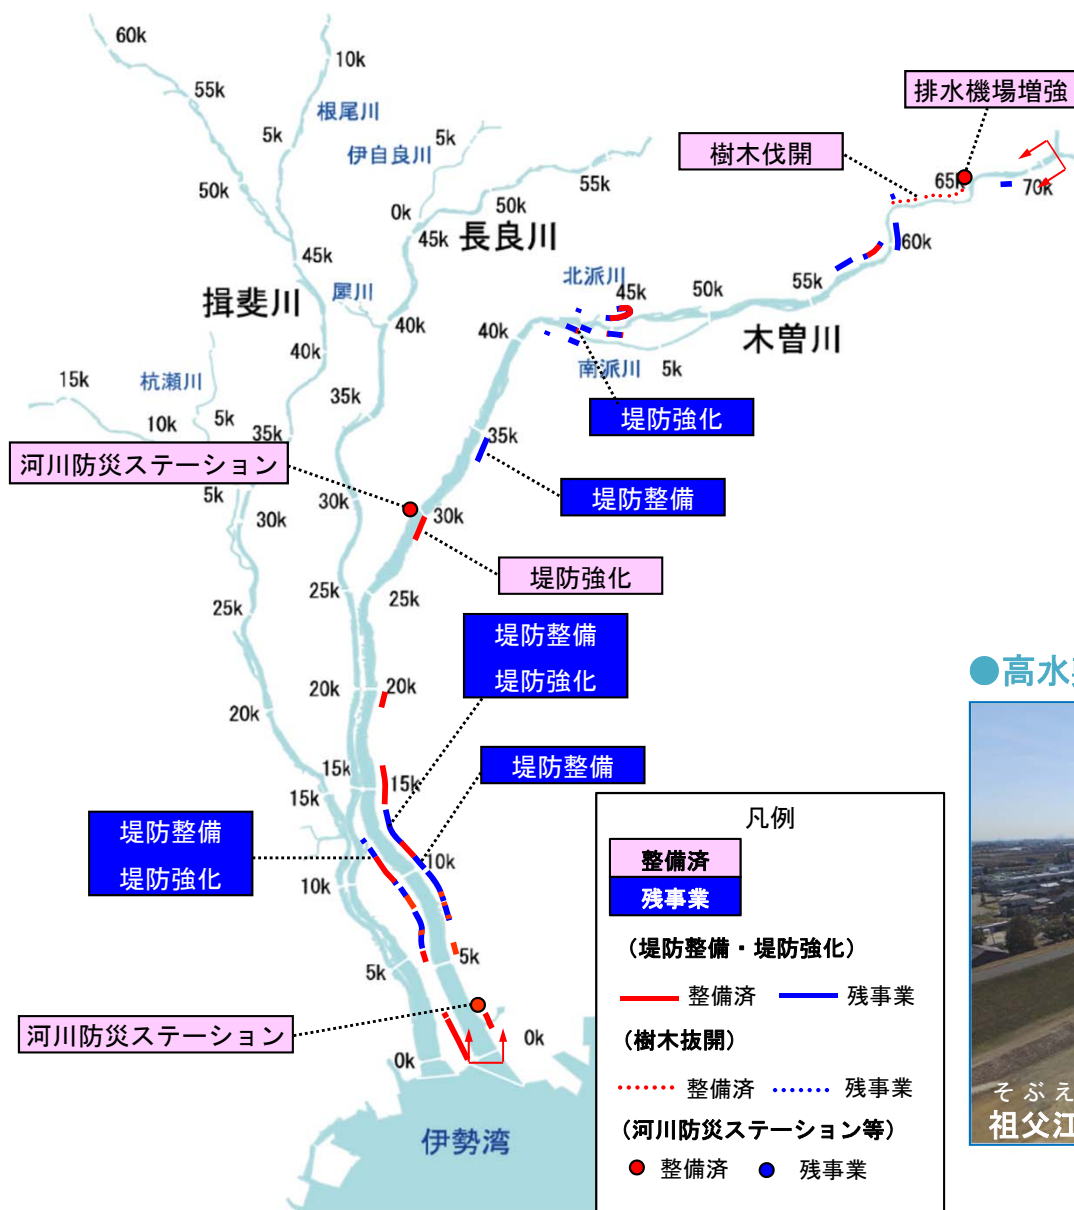 60k
10k
排水機場増強
55k
根尾川
5k
5k
伊自良川
樹木伐開
50k
55k
65k
70k
0k
50k
45k
長良川
45k
60k
北派川
揖斐川
犀川
45k
50k
55k
40k
40k
木曽川
40k
15k
杭瀬川
南派川
5k
35k
10k
5k
35k
堤防強化
35k
河川防災ステーション
堤防整備
5k
30k
30k
30k
堤防強化
25k
25k
25k
堤防整備
堤防強化
20k
20k
20k
●高水
15k
15k
15k
堤防整備
堤防整備
堤防強化
10k
10k
5k
5k
河川防災ステーション
0k
0k
伊勢湾
凡例
整備済
残事業
(堤防整備・堤防強化)
整備済
残事業
(樹木抜開)
整備済
残事業
(河川防災ステーション等)
整備済
残事業
そぶえ
祖父江